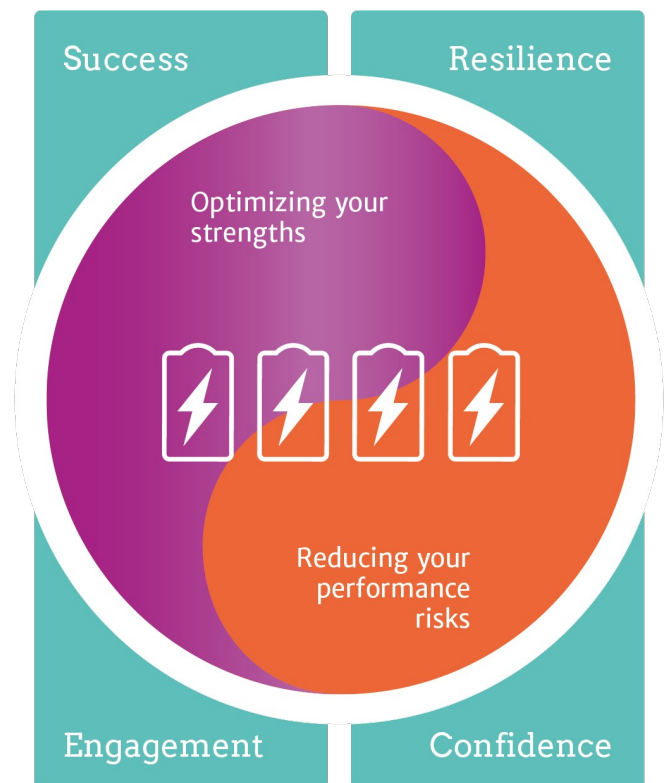 Success
Resilience
Optimizing your
strengths
Reducing your
performance
risks
Engagement
Confidence